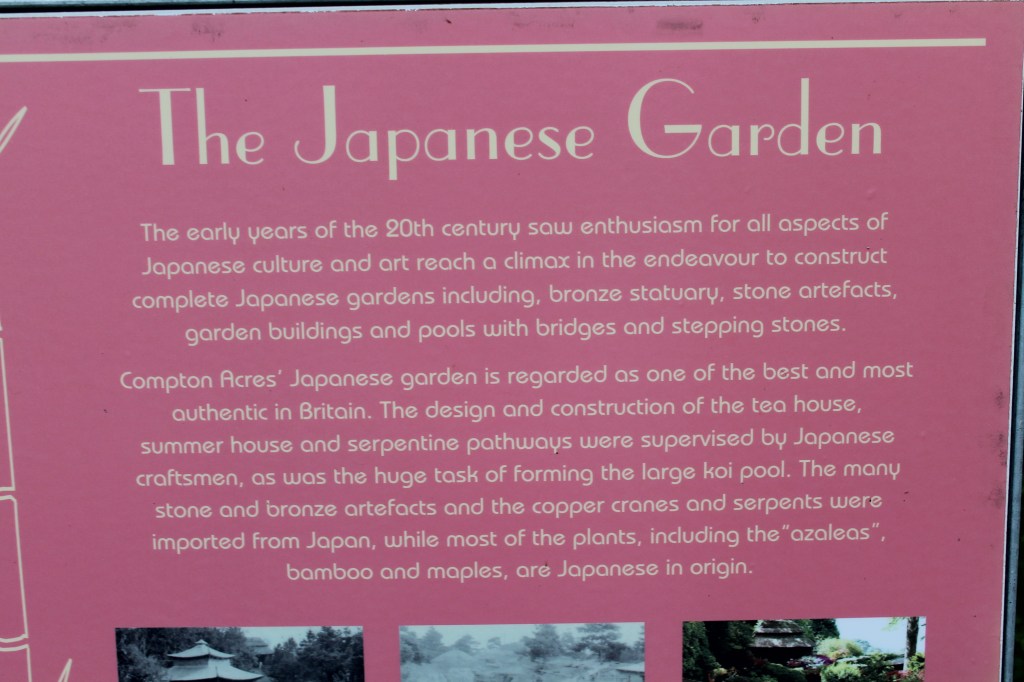 The Japanese Garden
The early years of the 20th century saw enthusiasm for all aspects of
Japanese culture and art reach a climax in the endeavour to construct
complete Japanese gardens including, bronze statuary, stone artefacts,
garden buildings and pools with bridges and stepping stones.
Compton Acres' Japanese garden is regarded as one of the best and most
authentic in Britain. The design and construction of the tea house,
summer house and serpentine pathways were supervised by Japanese
craftsmen, as was the huge task of forming the large koi pool. The many
stone and bronze artefacts and the copper cranes and serpents were
imported from Japan, while most of the plants, including the"azaleas",
bamboo and maples, are Japanese in origin.